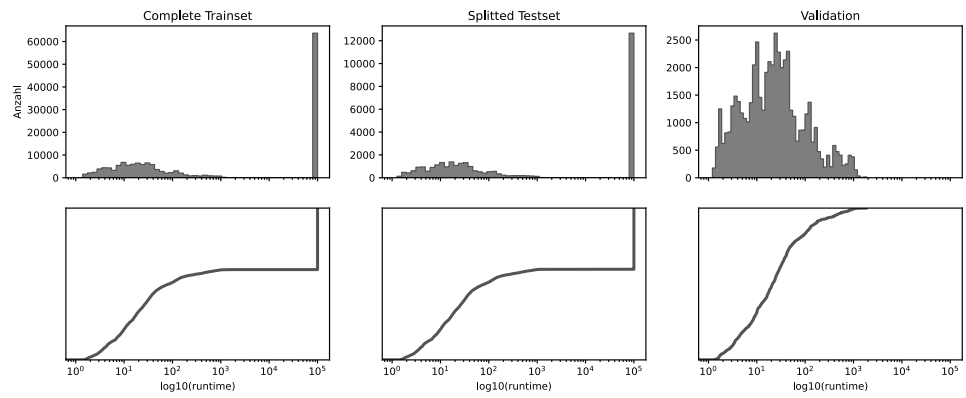 Complete Trainset
Splitted Testset
Validation
Anzahl
60000
50000
40000
30000
20000
10000
0
12000
10000
8000
6000
4000
2000
0
2500
2000
1500
1000
500
0
10⁰ 10¹ 10² 10³ 10⁴ 10⁵
10⁰ 10¹ 10² 10³ 10⁴ 10⁵
10⁰ 10¹ 10² 10³ 10⁴ 10⁵
log10(runtime)
log10(runtime)
log10(runtime)